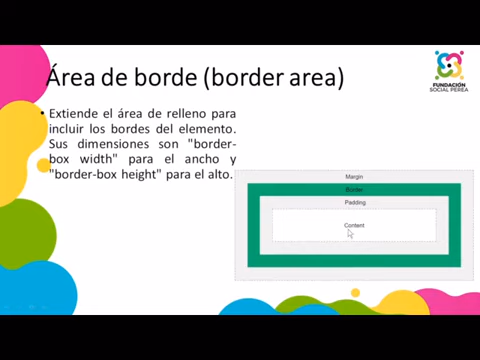 FUNDACIÓN
SOCIAL PEREA
Área de borde (border area)
• Extiende el área de relleno para
incluir los bordes del elemento.
Sus dimensiones son "border-
box width" para el ancho y
"border-box height" para el alto.
Margin
Border
Padding
Content